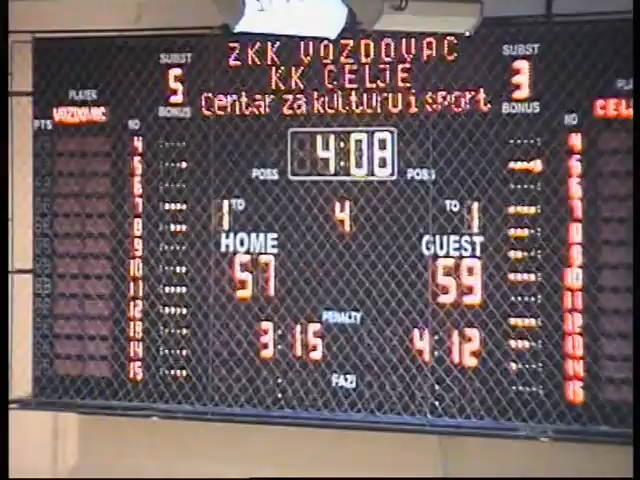 ZKK VOZDOVAC
KK CELJE
Centar za kulturu i sport
SUBST 5 BONUS
SUBST 3 BONUS
PLAYER
VOZDOVAC
CEL
PTS NO
NO
4:08
POSS POSS
1 TO 4 TO 1
HOME GUEST
57 59
PENALTY
3:15 4:12
FAZI
4 4
5
6 6
7 7
8 8
9 9
10 10
11 11
12 12
13 13
14 14
15 15